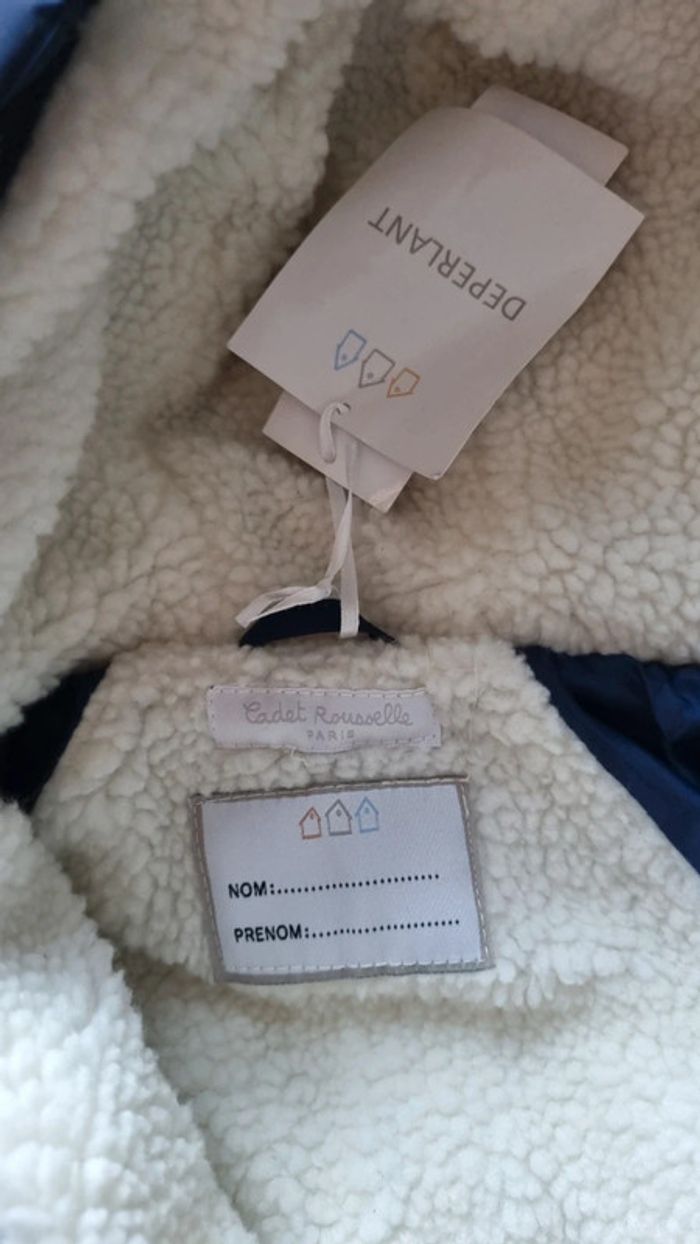 DEPERLANT
Cadet Rousselle
PARIS
NOM:........................
PRENOM:......................